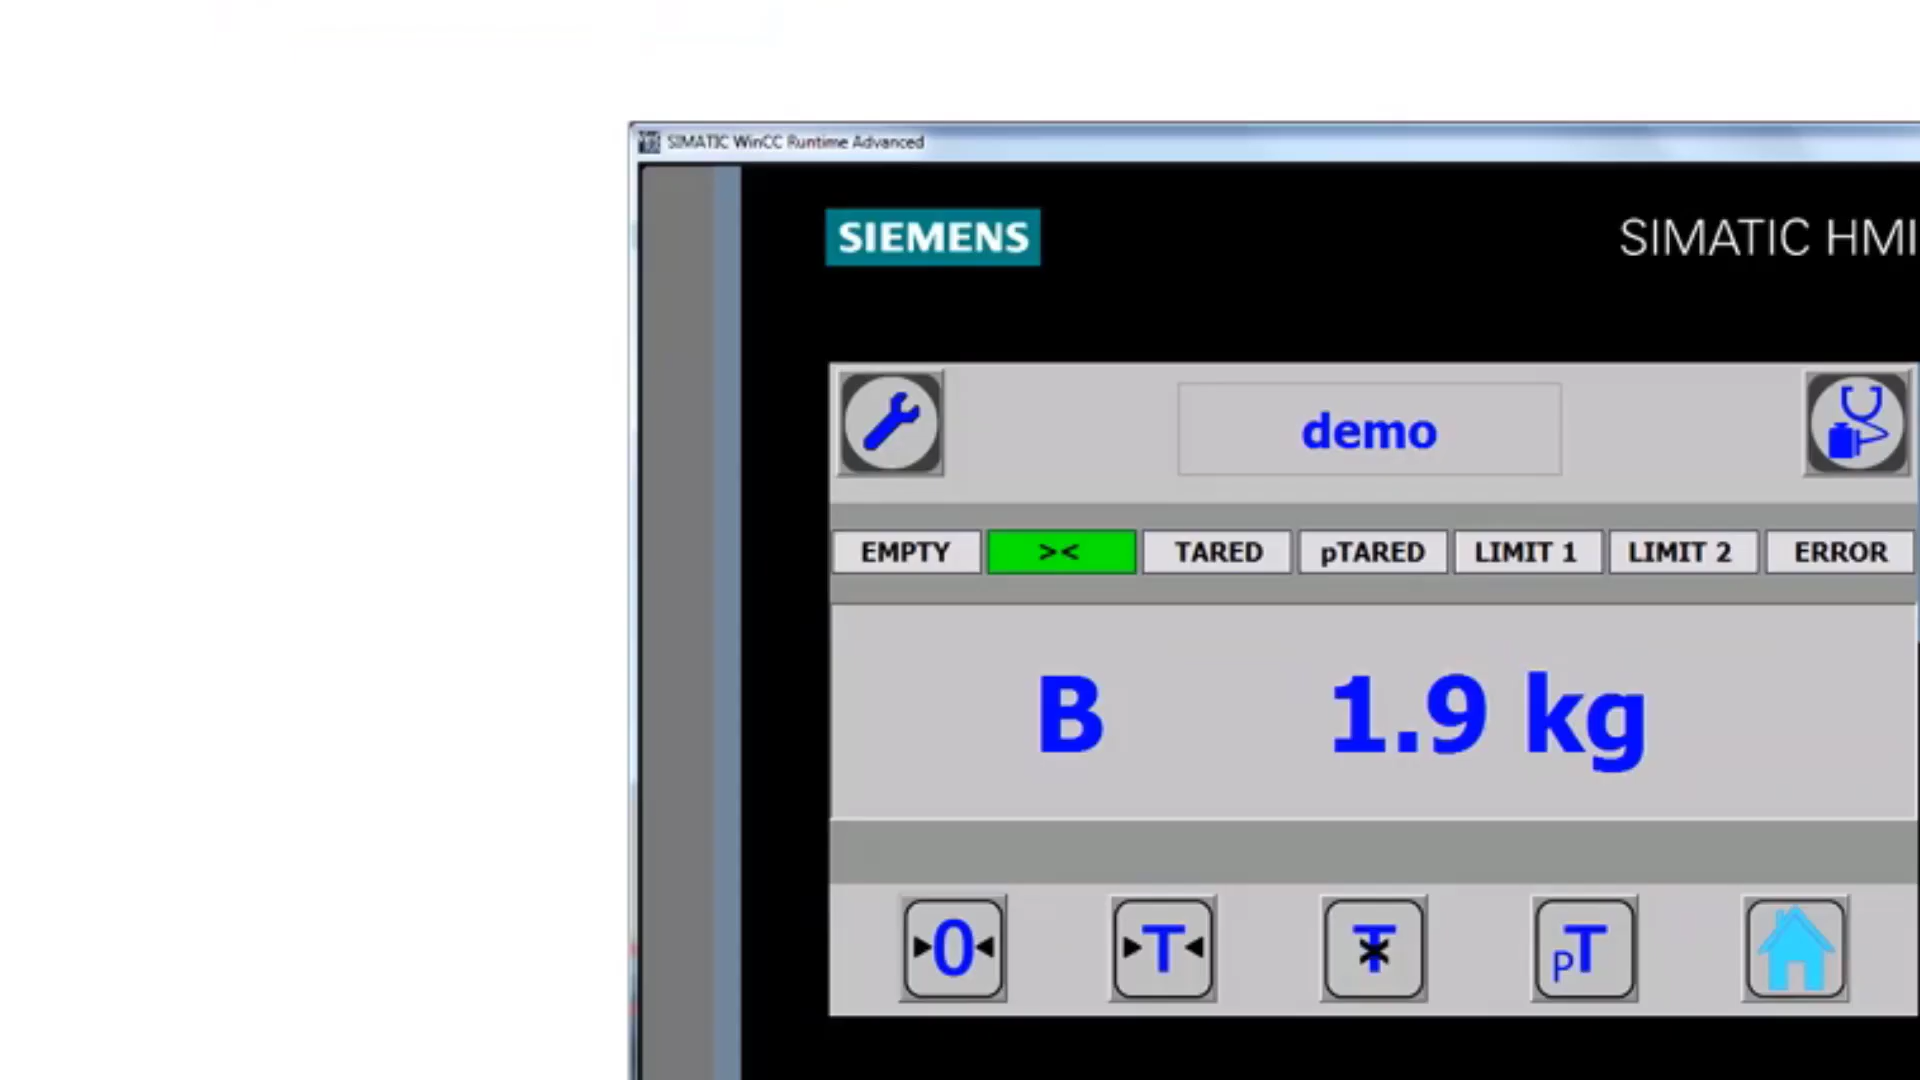 SIMATIC WinCC Runtime Advanced
SIEMENS
SIMATIC HMI
demo
EMPTY >< TARED pTARED LIMIT 1 LIMIT 2 ERROR
B 1.9 kg
0 T T pT